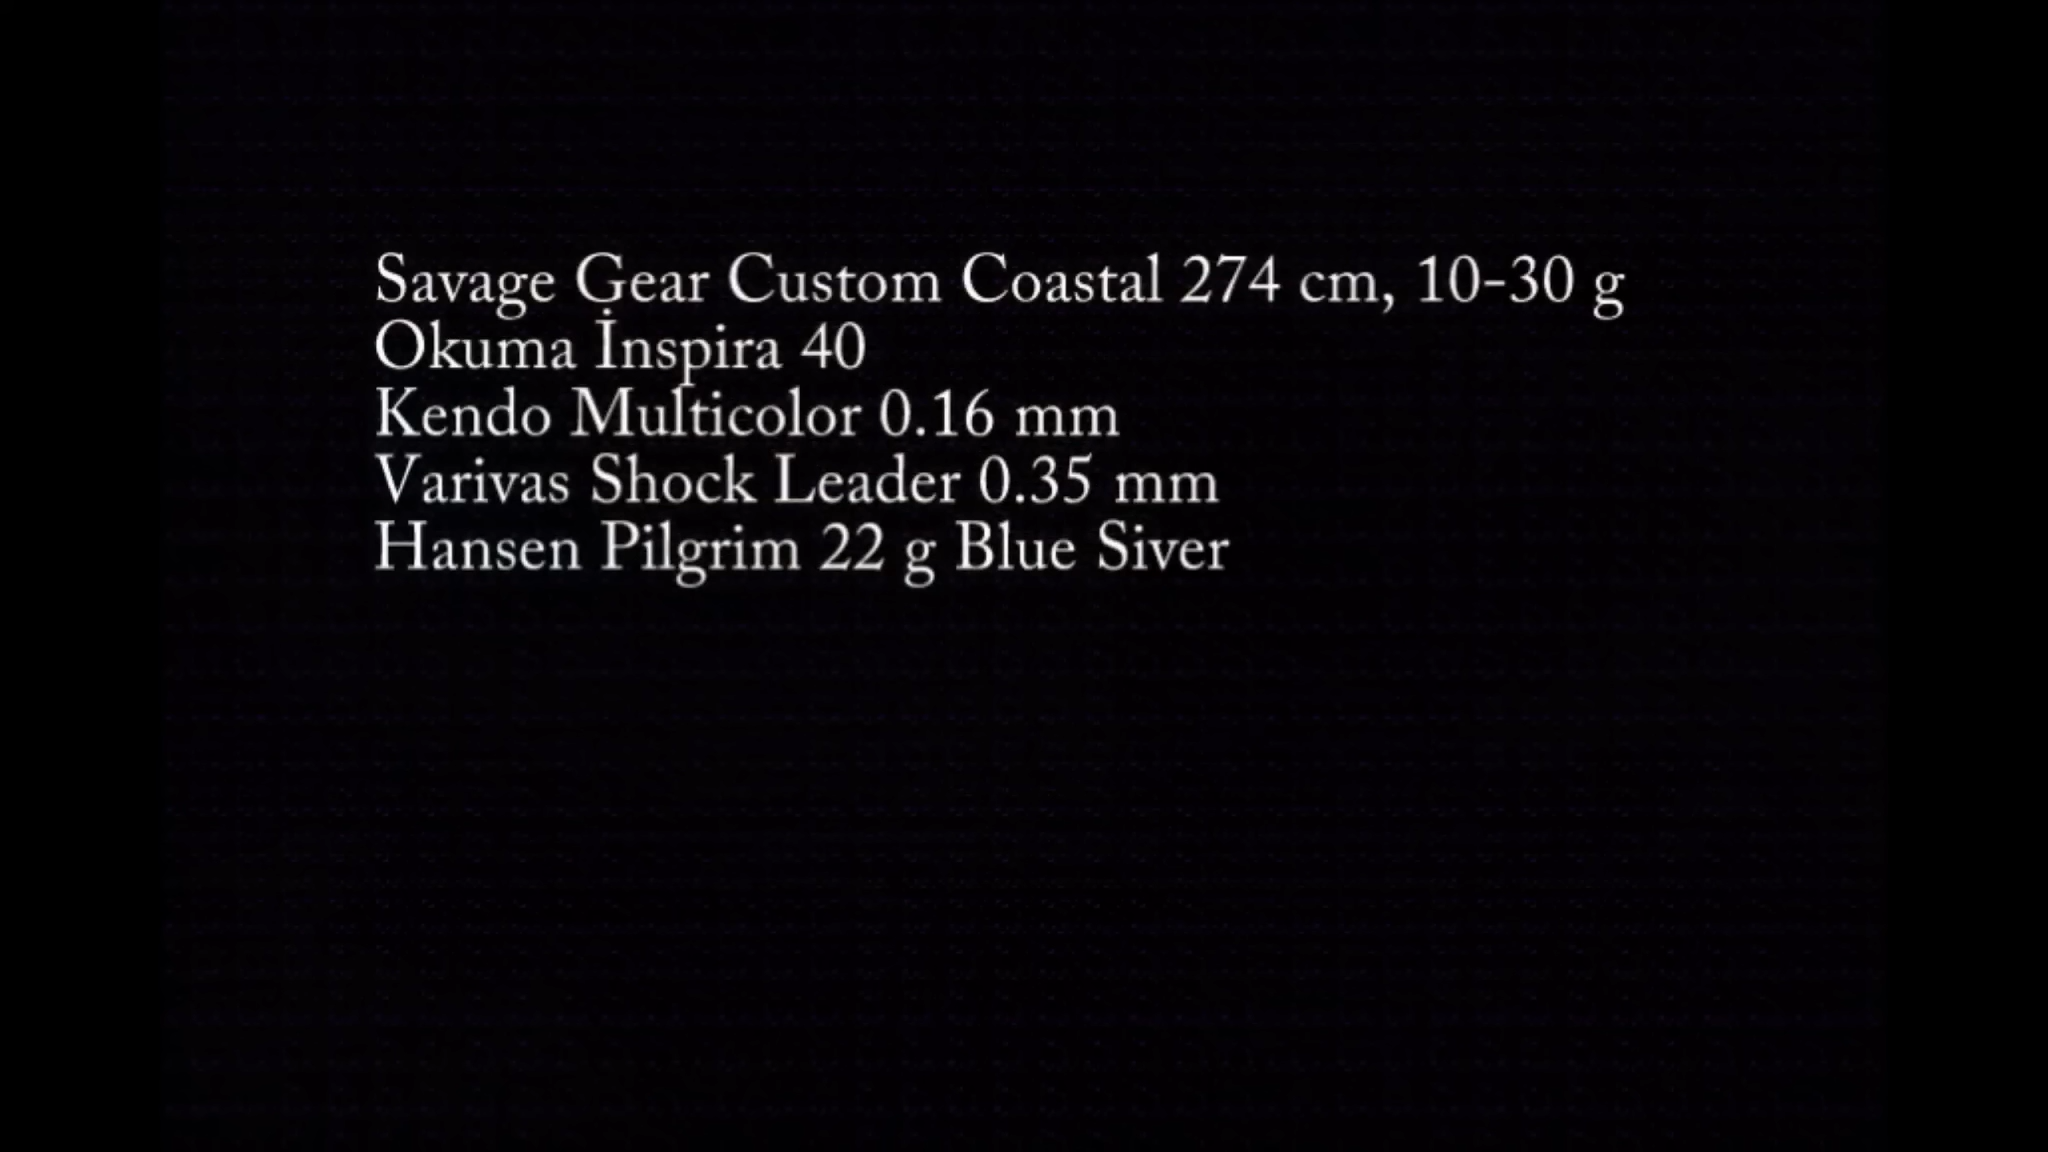 Savage Gear Custom Coastal 274 cm, 10-30 g
Okuma Inspira 40
Kendo Multicolor 0.16 mm
Varivas Shock Leader 0.35 mm
Hansen Pilgrim 22 g Blue Siver